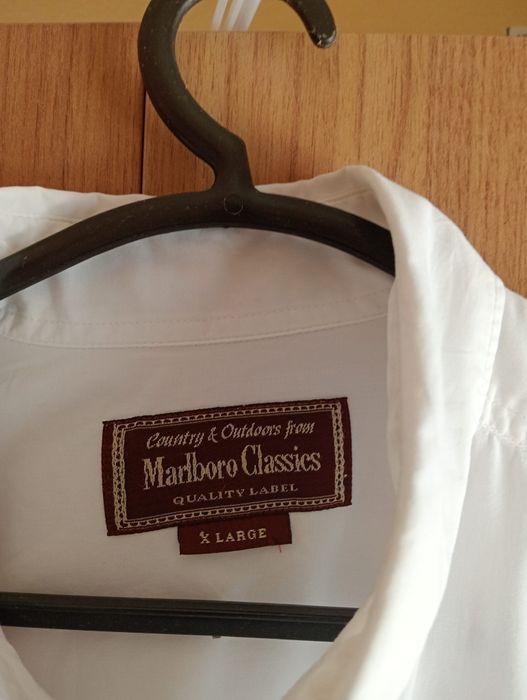 Country & Outdoors from
Marlboro Classics
QUALITY LABEL
X LARGE